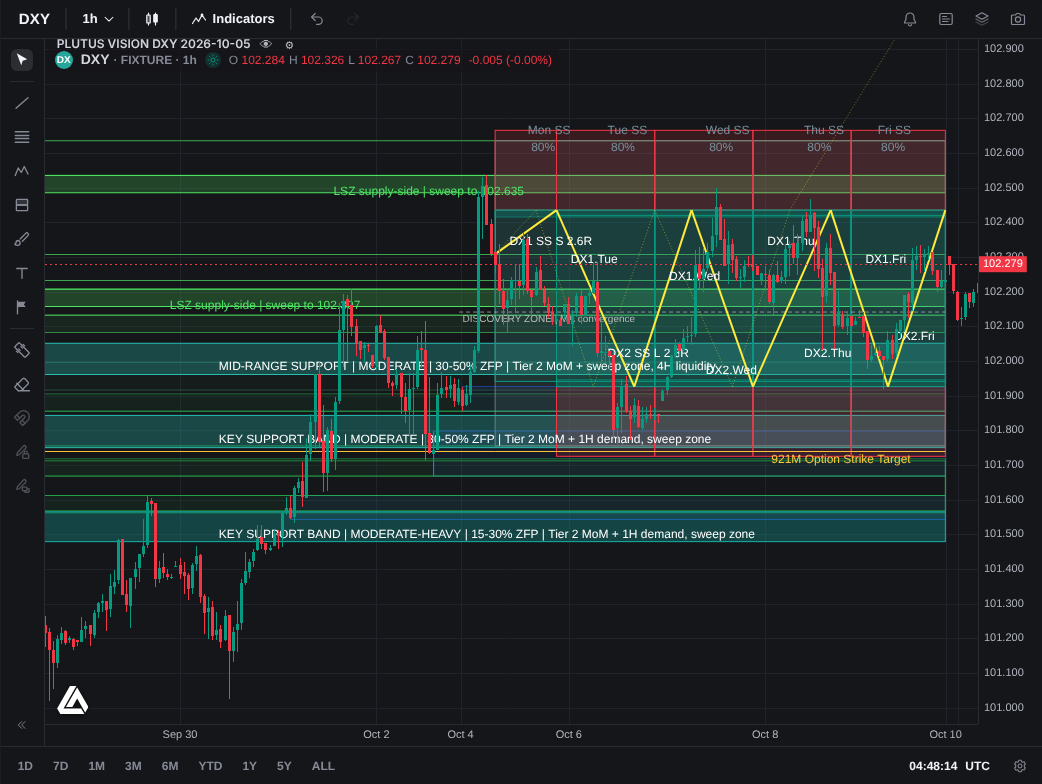 DXY 1h Indicators
PLUTUS VISION DXY 2026-10-05
DX DXY · FIXTURE · 1h O 102.284 H 102.326 L 102.267 C 102.279 -0.005 (-0.00%)
102.900
102.800
102.700
Mon SS Tue SS Wed SS Thu SS Fri SS
80% 80% 80% 80% 80%
102.600
102.500
LSZ supply-side | sweep to 102.635
102.400
DX1 SS S 2.6R
DX1.Thu
DX1.Tue
DX1.Fri
102.300
102.279
DX1.Wed
102.200
LSZ supply-side | sweep to
DISCOVERY ZONE convergence
102.100
DX2.Fri
DX2 SS L
DX2.Thu
102.000
MID-RANGE SUPPORT | MODERATE | 30-50% ZFP | Tier 2 MoM + sweep zone, 4H liquidity
DX2.Wed
101.900
101.800
KEY SUPPORT BAND | MODERATE | 30-50% ZFP | Tier 2 MoM + 1H demand, sweep zone
921M Option Strike Target
101.700
101.600
101.500
KEY SUPPORT BAND | MODERATE-HEAVY | 15-30% ZFP | Tier 2 MoM + 1H demand, sweep zone
101.400
101.300
101.200
101.100
101.000
Sep 30 Oct 2 Oct 4 Oct 6 Oct 8 Oct 10
1D 7D 1M 3M 6M YTD 1Y 5Y ALL 04:48:14 UTC